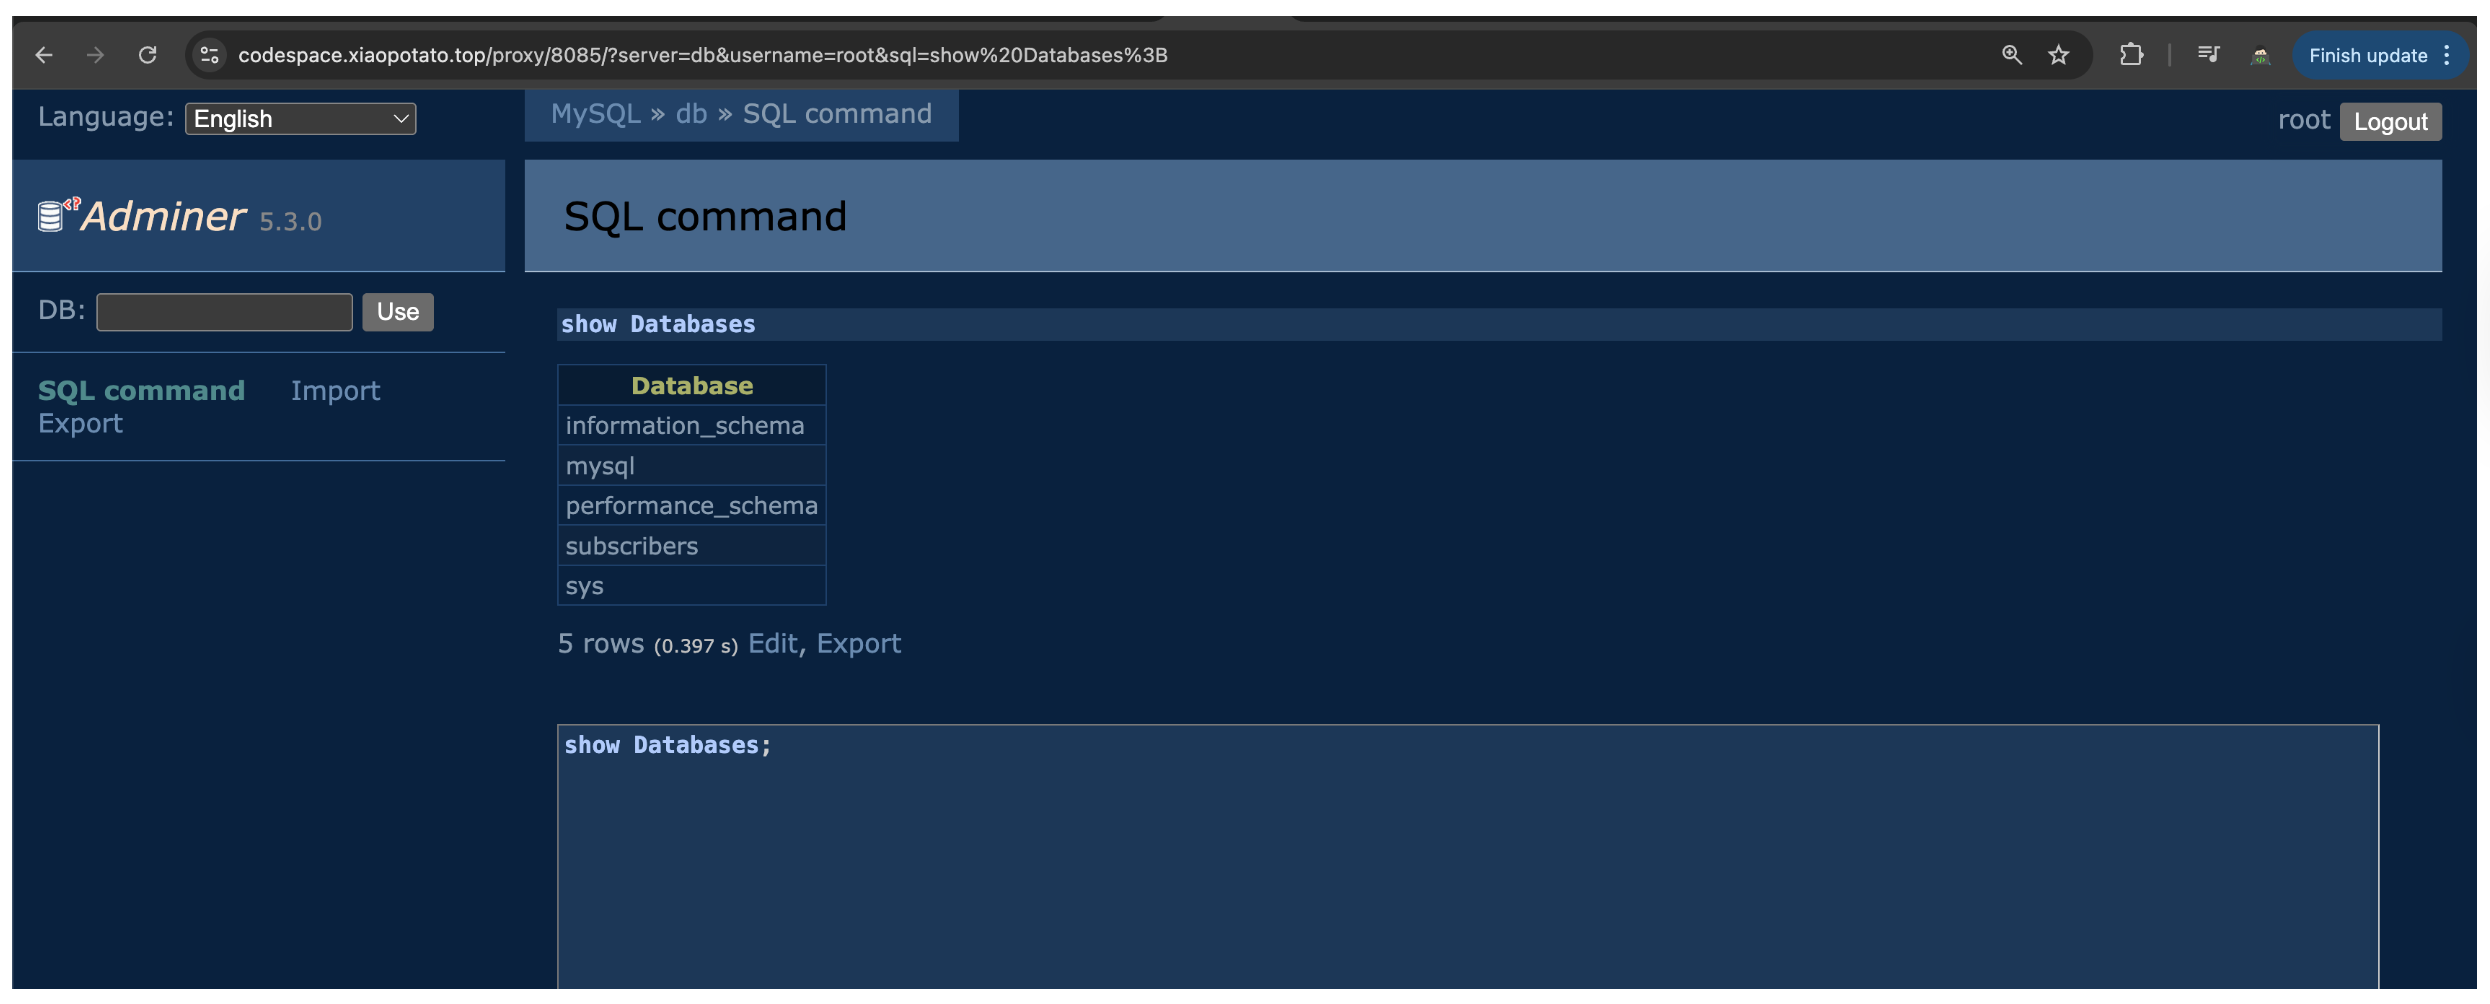 codespace.xiaopotato.top/proxy/8085/?server=db&username=root&sql=show%20Databases%3B
Finish update
Language: English
MySQL » db » SQL command
root Logout
Adminer 5.3.0
SQL command
DB: Use
SQL command Import
Export
show Databases
Database
information_schema
mysql
performance_schema
subscribers
sys
5 rows (0.397 s) Edit, Export
show Databases;